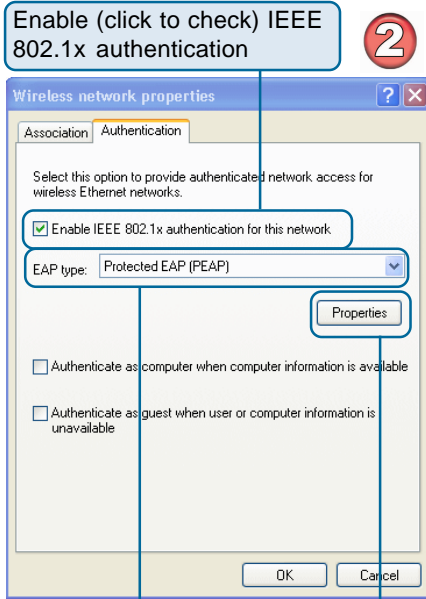 Enable (click to check) IEEE
802.1x authentication
2
Wireless network properties
Association Authentication
Select this option to provide authenticated network access for
wireless Ethernet networks.
Enable IEEE 802.1x authentication for this network
EAP type: Protected EAP (PEAP)
Properties
Authenticate as computer when computer information is available
Authenticate as guest when user or computer information is
unavailable
OK Cancel